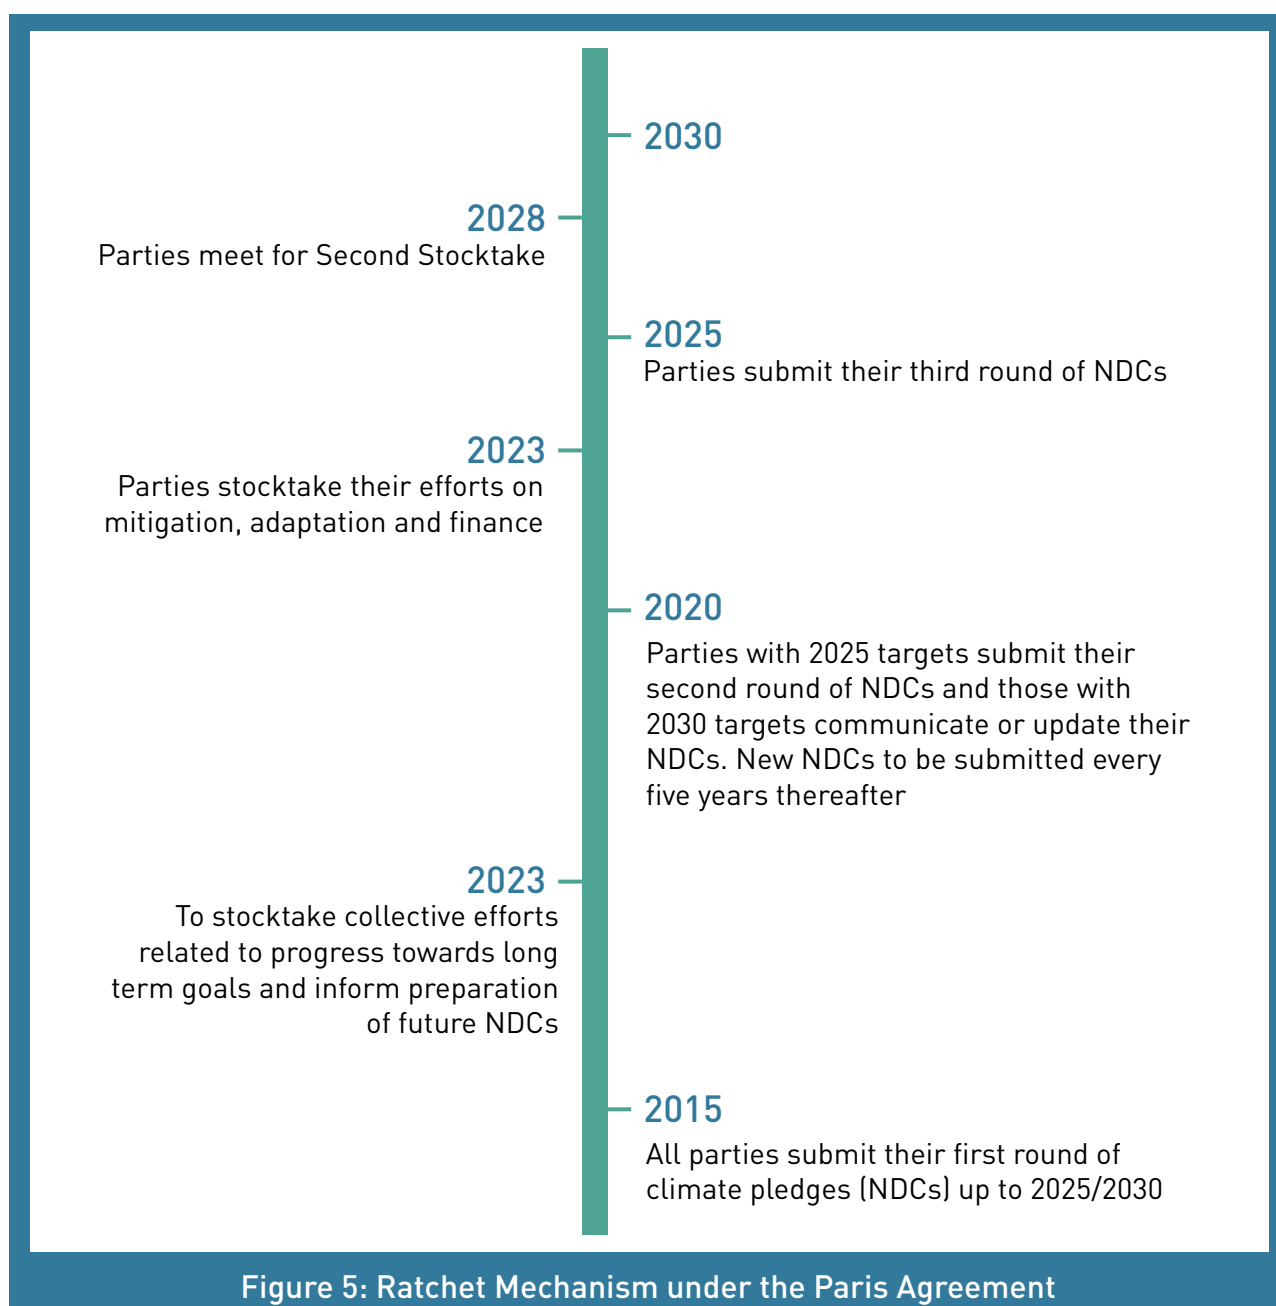 2030
2028
Parties meet for Second Stocktake
2025
Parties submit their third round of NDCs
2023
Parties stocktake their efforts on
mitigation, adaptation and finance
2020
Parties with 2025 targets submit their
second round of NDCs and those with
2030 targets communicate or update their
NDCs. New NDCs to be submitted every
five years thereafter
2023
To stocktake collective efforts
related to progress towards long
term goals and inform preparation
of future NDCs
2015
All parties submit their first round of
climate pledges (NDCs) up to 2025/2030
Figure 5: Ratchet Mechanism under the Paris Agreement